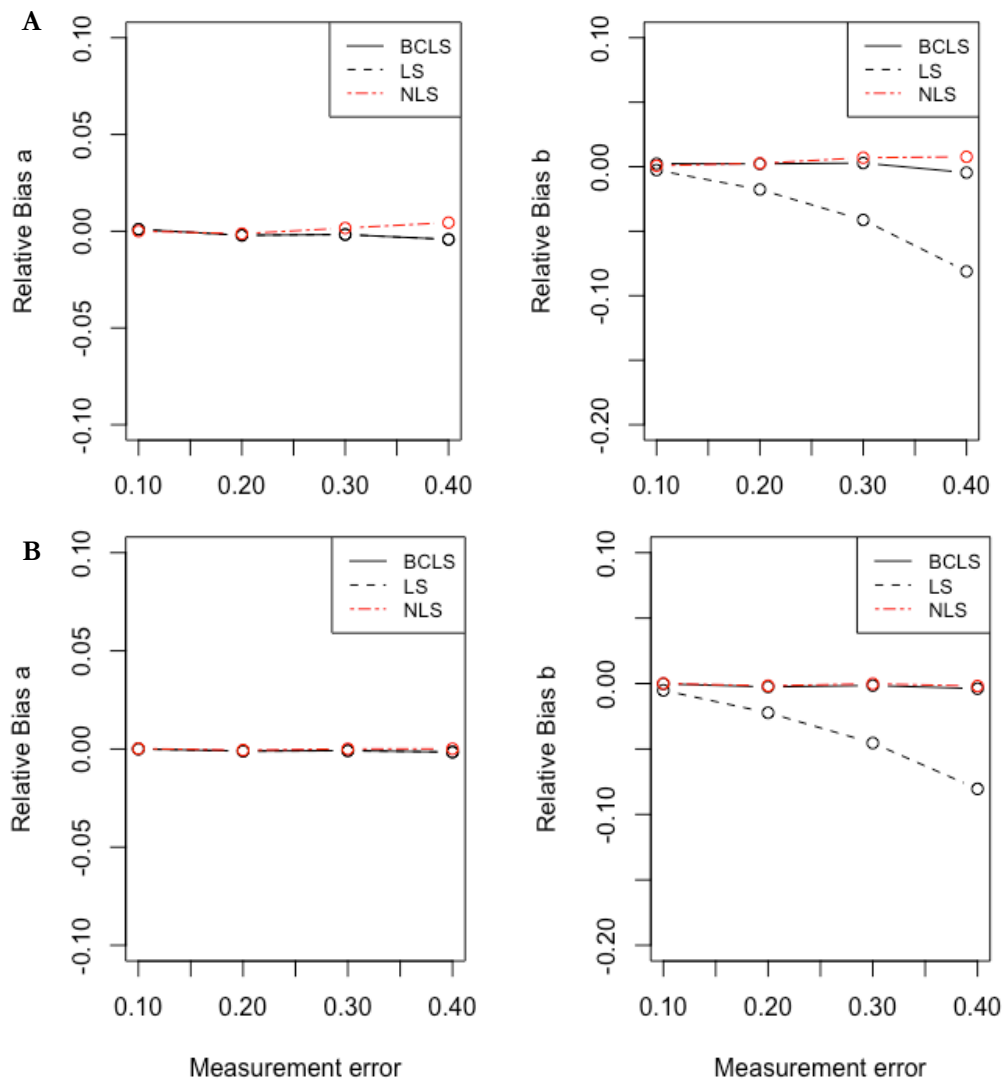 A
BCLS
LS
NLS
Relative Bias a
0.10
0.05
0.00
-0.05
-0.10
0.10 0.20 0.30 0.40
BCLS
LS
NLS
Relative Bias b
0.10
0.00
-0.10
-0.20
0.10 0.20 0.30 0.40
B
BCLS
LS
NLS
Relative Bias a
0.10
0.05
0.00
-0.05
-0.10
0.10 0.20 0.30 0.40
Measurement error
BCLS
LS
NLS
Relative Bias b
0.10
0.00
-0.10
-0.20
0.10 0.20 0.30 0.40
Measurement error